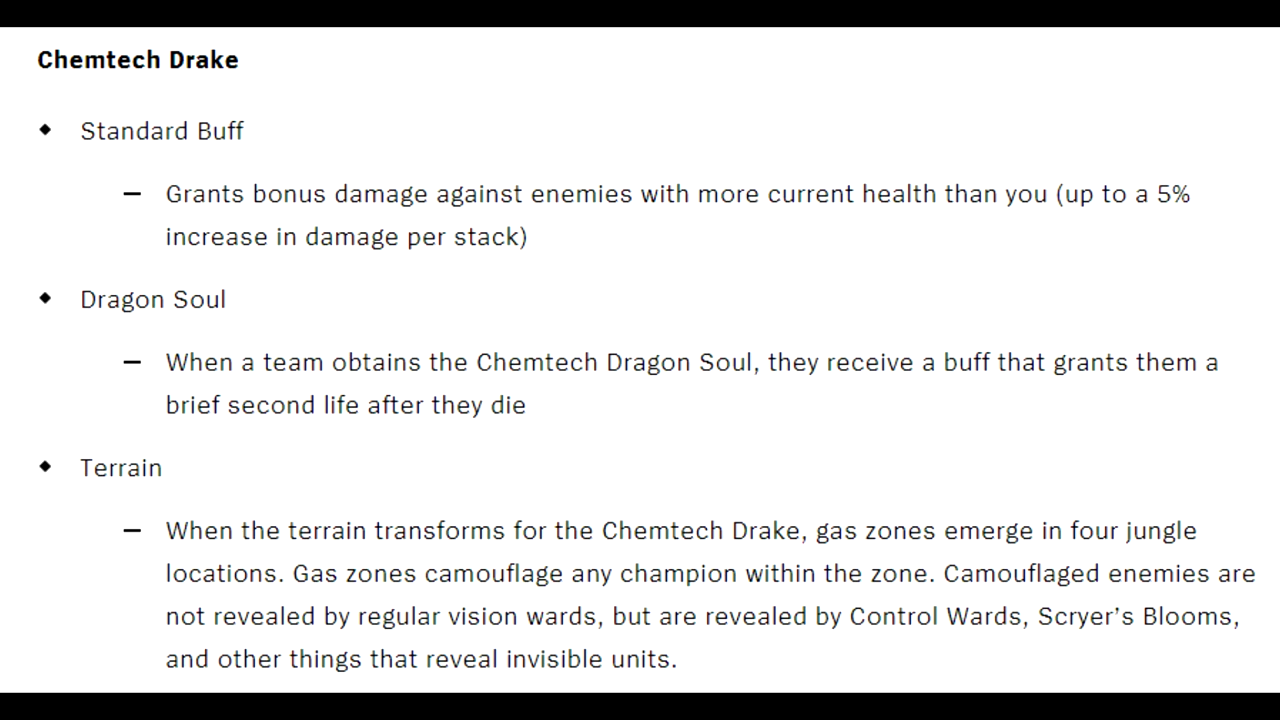 Chemtech Drake
◆ Standard Buff
— Grants bonus damage against enemies with more current health than you (up to a 5%
increase in damage per stack)
◆ Dragon Soul
— When a team obtains the Chemtech Dragon Soul, they receive a buff that grants them a
brief second life after they die
◆ Terrain
— When the terrain transforms for the Chemtech Drake, gas zones emerge in four jungle
locations. Gas zones camouflage any champion within the zone. Camouflaged enemies are
not revealed by regular vision wards, but are revealed by Control Wards, Scryer’s Blooms,
and other things that reveal invisible units.